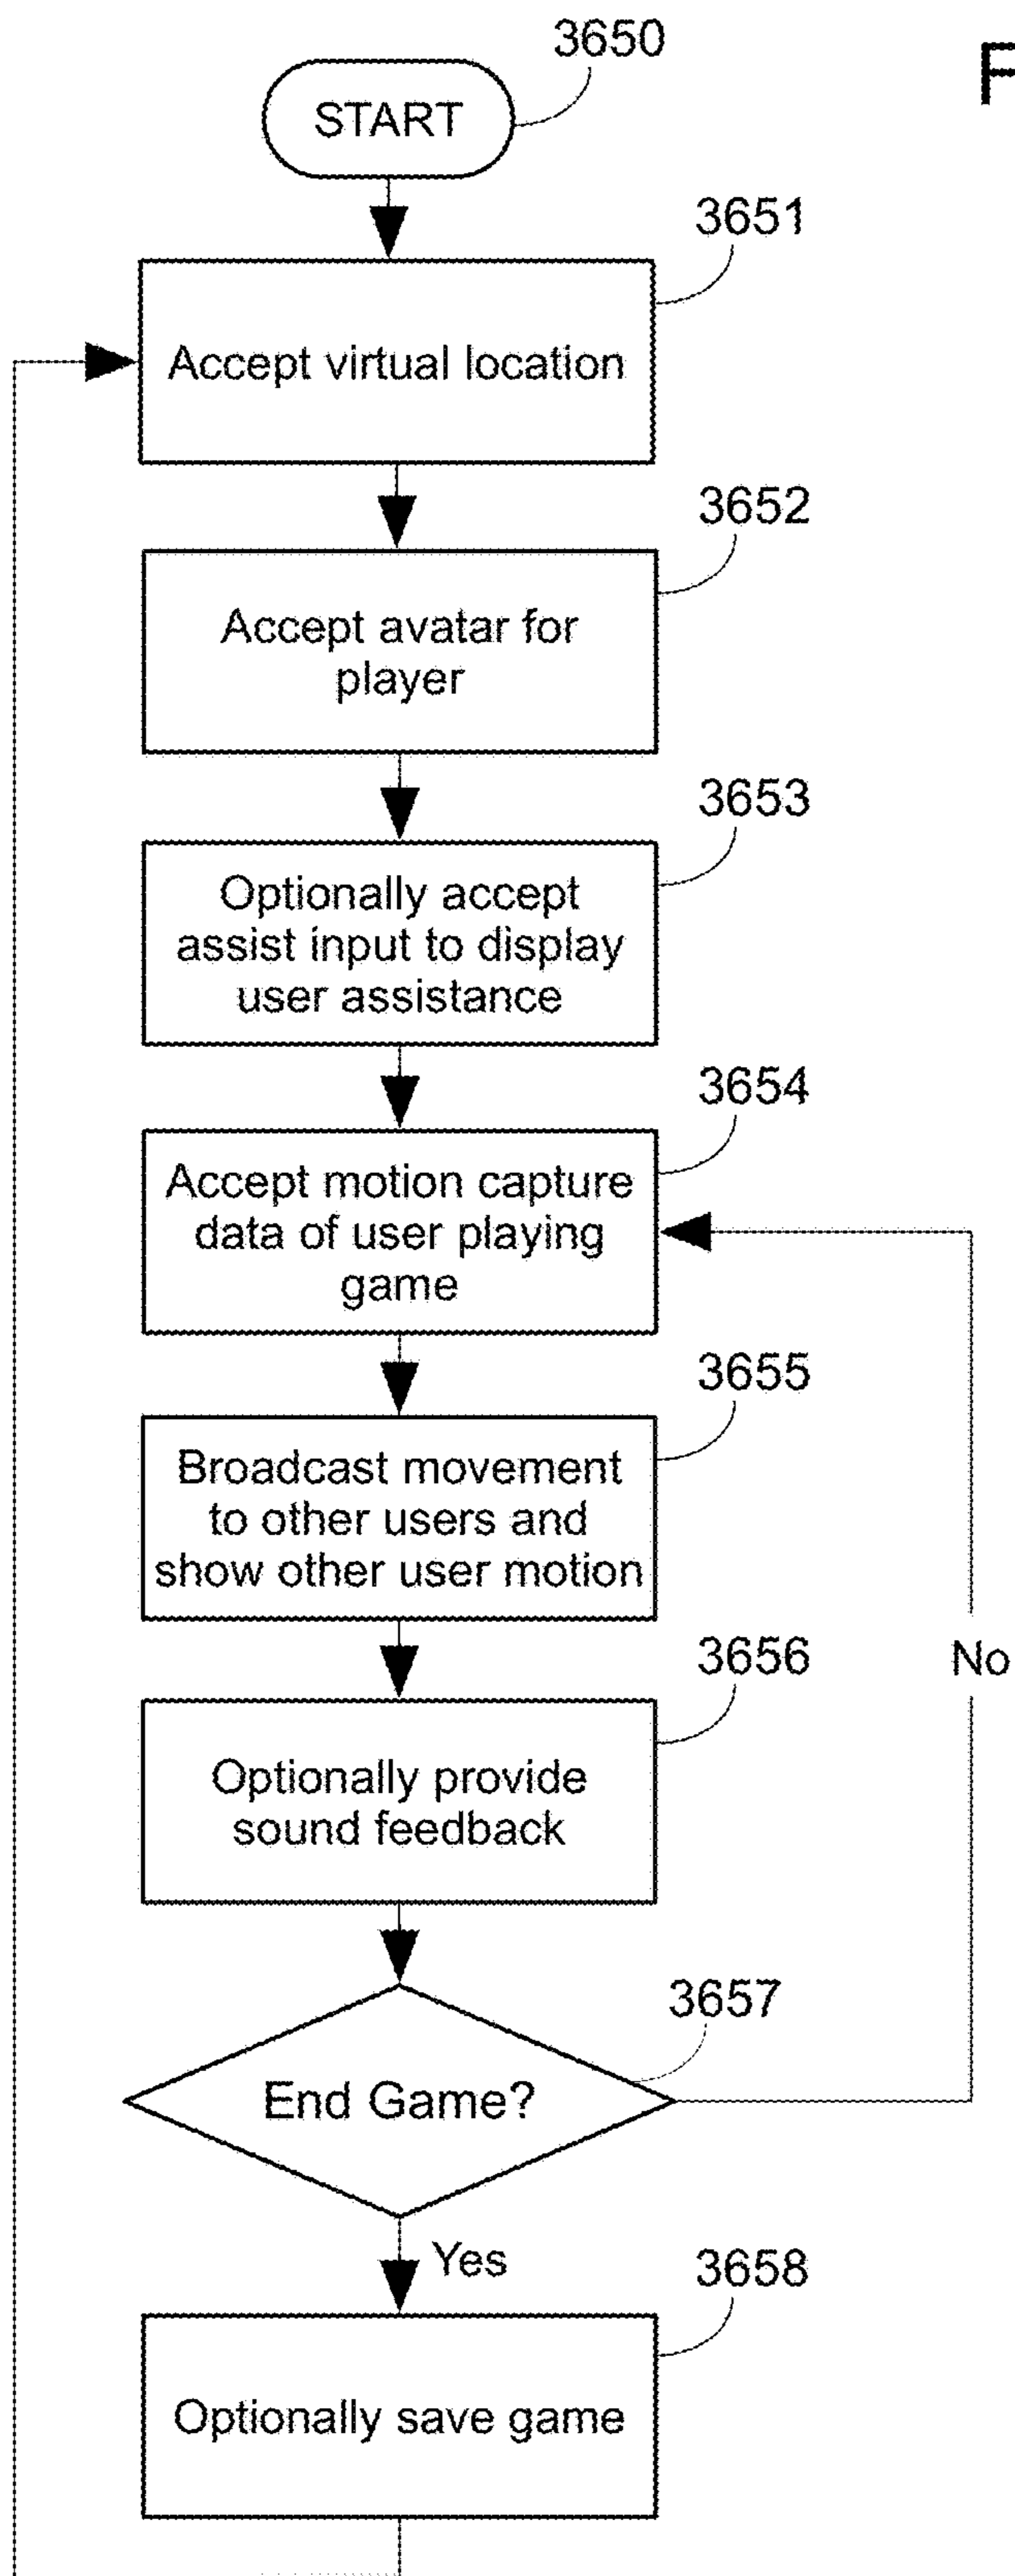 3650
START
3651
Accept virtual location
3652
Accept avatar for
player
3653
Optionally accept
assist input to display
user assistance
3654
Accept motion capture
data of user playing
game
3655
Broadcast movement
to other users and
show other user motion
3656
No
Optionally provide
sound feedback
3657
End Game?
Yes
3658
Optionally save game